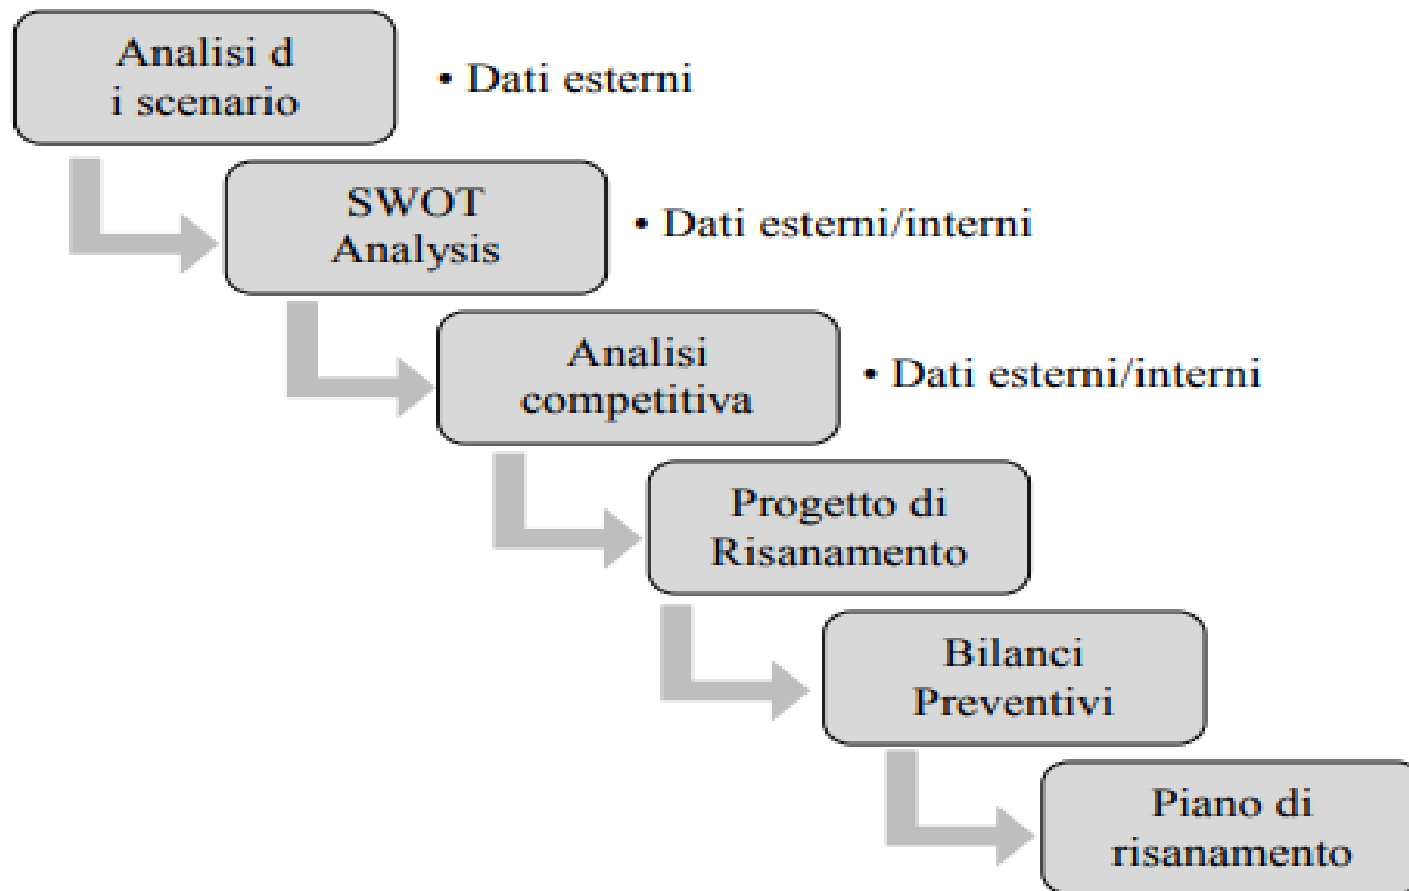 Analisi d
i scenario
• Dati esterni
SWOT
Analysis
• Dati esterni/interni
Analisi
competitiva
• Dati esterni/interni
Progetto di
Risanamento
Bilanci
Preventivi
Piano di
risanamento